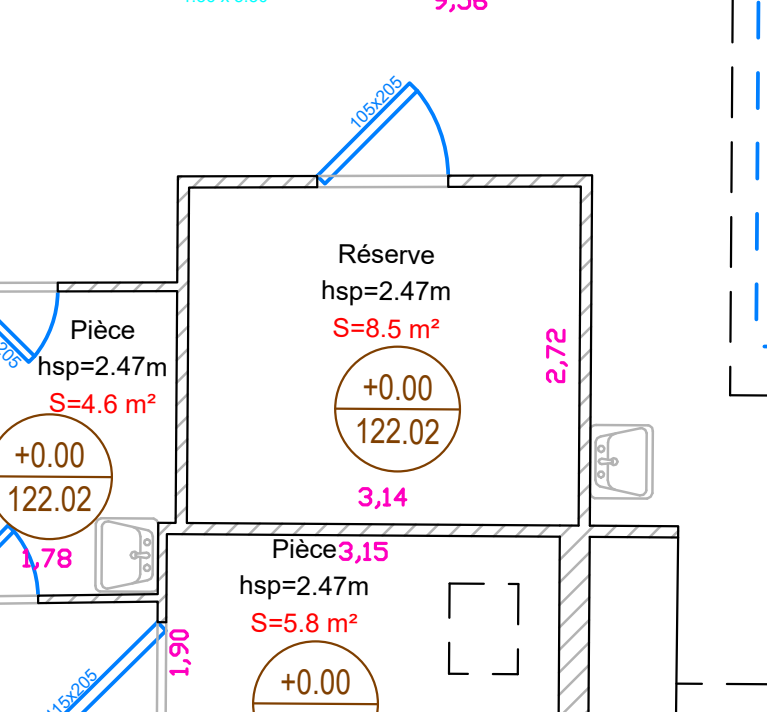 9,56
105x205
Réserve
hsp=2.47m
S=8.5 m²
2,72
+0.00
122.02
3,14
Pièce
hsp=2.47m
S=4.6 m²
+0.00
122.02
1,78
205
Pièce 3,15
hsp=2.47m
S=5.8 m²
1,90
+0.00
115x205